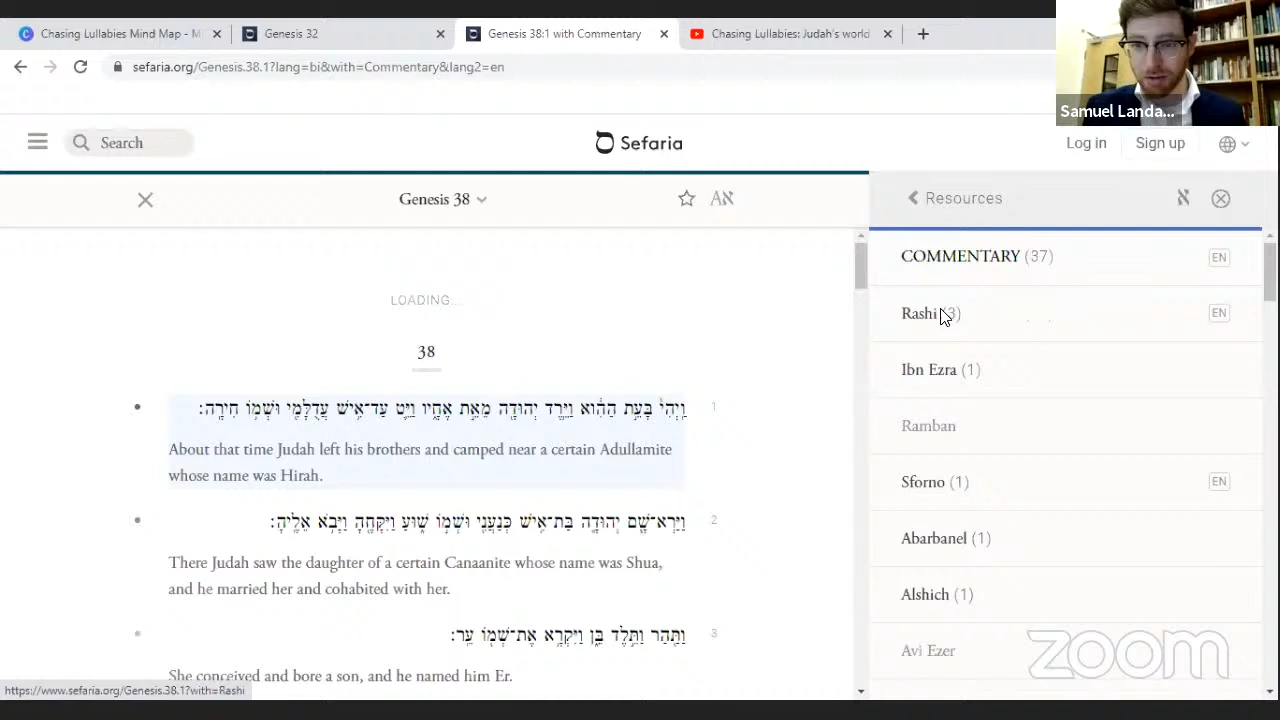 Chasing Lullabies Mind Map - M
Genesis 32
Genesis 38:1 with Commentary
Chasing Lullabies: Judah's world
sefaria.org/Genesis.38.1?lang=bi&with=Commentary&lang2=en
Samuel Landa...
Search
Sefaria
Log in
Sign up
Genesis 38
Aא
Resources
א
LOADING...
38
וַֽיְהִי֙ בָּעֵ֣ת הַהִ֔וא וַיֵּ֥רֶד יְהוּדָ֖ה מֵאֵ֣ת אֶחָ֑יו וַיֵּ֛ט עַד־אִ֥ישׁ עֲדֻלָּמִ֖י וּשְׁמ֥וֹ חִירָֽה׃
1
About that time Judah left his brothers and camped near a certain Adullamite
whose name was Hirah.
וַיַּרְא־שָׁ֧ם יְהוּדָ֛ה בַּת־אִ֥ישׁ כְּנַעֲנִ֖י וּשְׁמ֣וֹ שׁ֑וּעַ וַיִּקָּחֶ֖הָ וַיָּבֹ֥א אֵלֶֽיהָ׃
2
There Judah saw the daughter of a certain Canaanite whose name was Shua,
and he married her and cohabited with her.
וַתַּ֖הַר וַתֵּ֣לֶד בֵּ֑ן וַיִּקְרָ֥א אֶת־שְׁמ֖וֹ עֵֽר׃
3
She conceived and bore a son, and he named him Er.
COMMENTARY (37)
EN
Rashi (3)
EN
Ibn Ezra (1)
Ramban
Sforno (1)
EN
Abarbanel (1)
Alshich (1)
Avi Ezer
zoom
https://www.sefaria.org/Genesis.38.1?with=Rashi